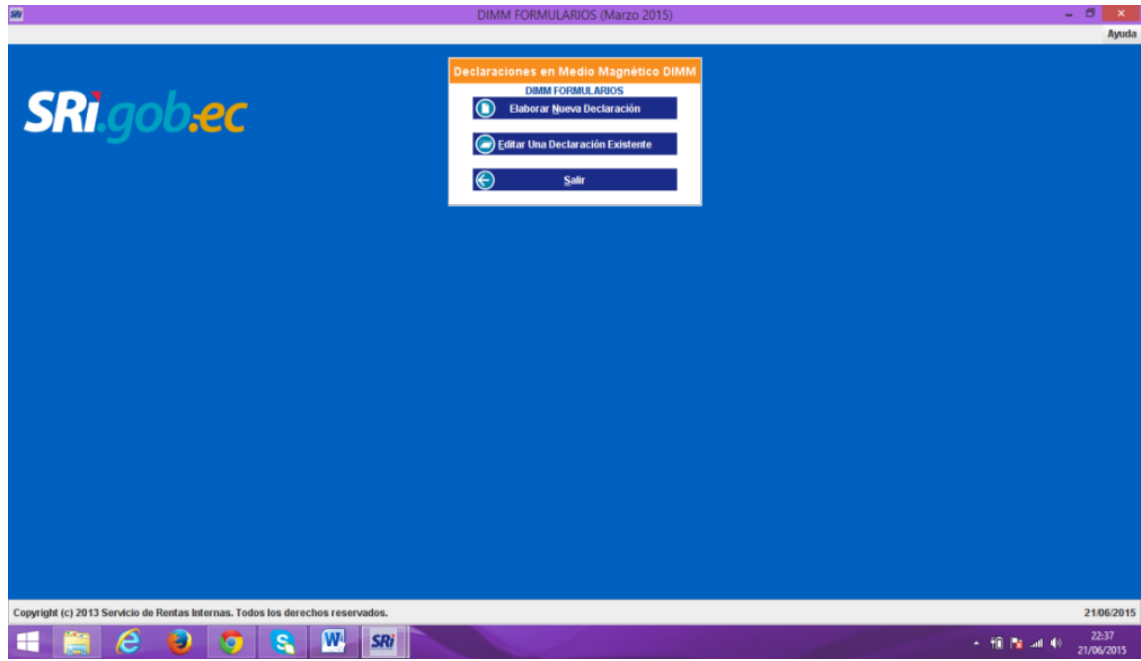 SRi DIMM FORMULARIOS (Marzo 2015)
Ayuda
SRi.gob.ec
Declaraciones en Medio Magnético DIMM
DIMM FORMULARIOS
Elaborar Nueva Declaración
Editar Una Declaración Existente
Salir
Copyright (c) 2013 Servicio de Rentas Internas. Todos los derechos reservados.
21/06/2015
W SRi
22:37
21/06/2015